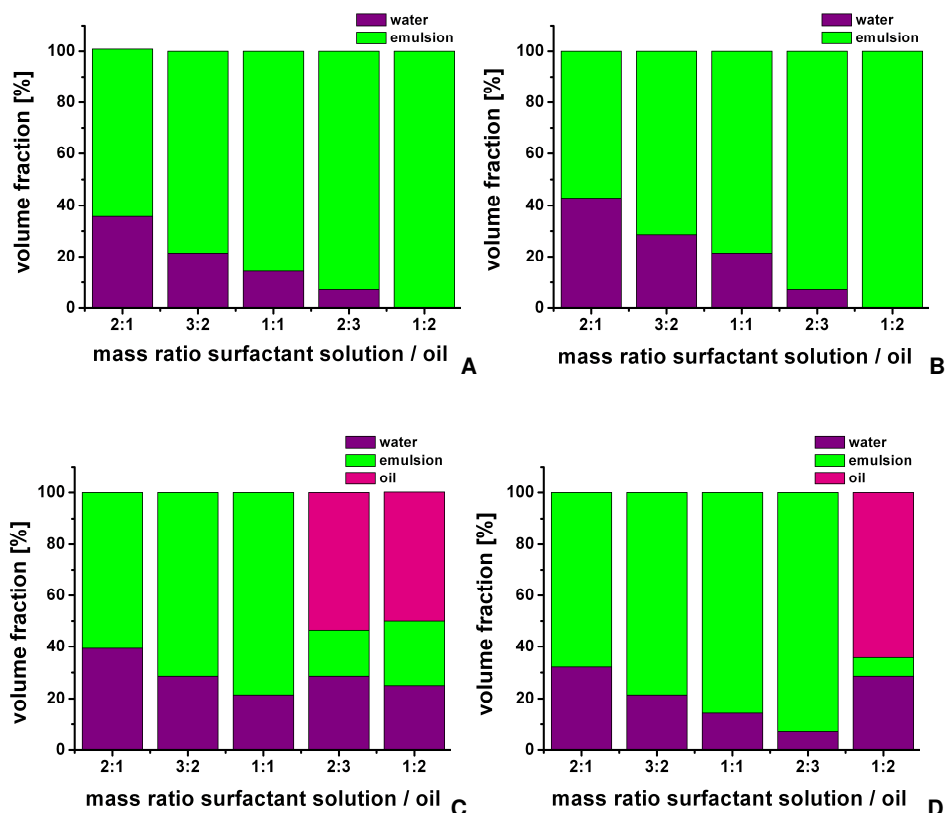 water
emulsion
volume fraction [%]
100
80
60
40
20
0
2:1 3:2 1:1 2:3 1:2
mass ratio surfactant solution / oil
A
water
emulsion
volume fraction [%]
100
80
60
40
20
0
2:1 3:2 1:1 2:3 1:2
mass ratio surfactant solution / oil
B
water
emulsion
oil
volume fraction [%]
100
80
60
40
20
0
2:1 3:2 1:1 2:3 1:2
mass ratio surfactant solution / oil
C
water
emulsion
oil
volume fraction [%]
100
80
60
40
20
0
2:1 3:2 1:1 2:3 1:2
mass ratio surfactant solution / oil
D